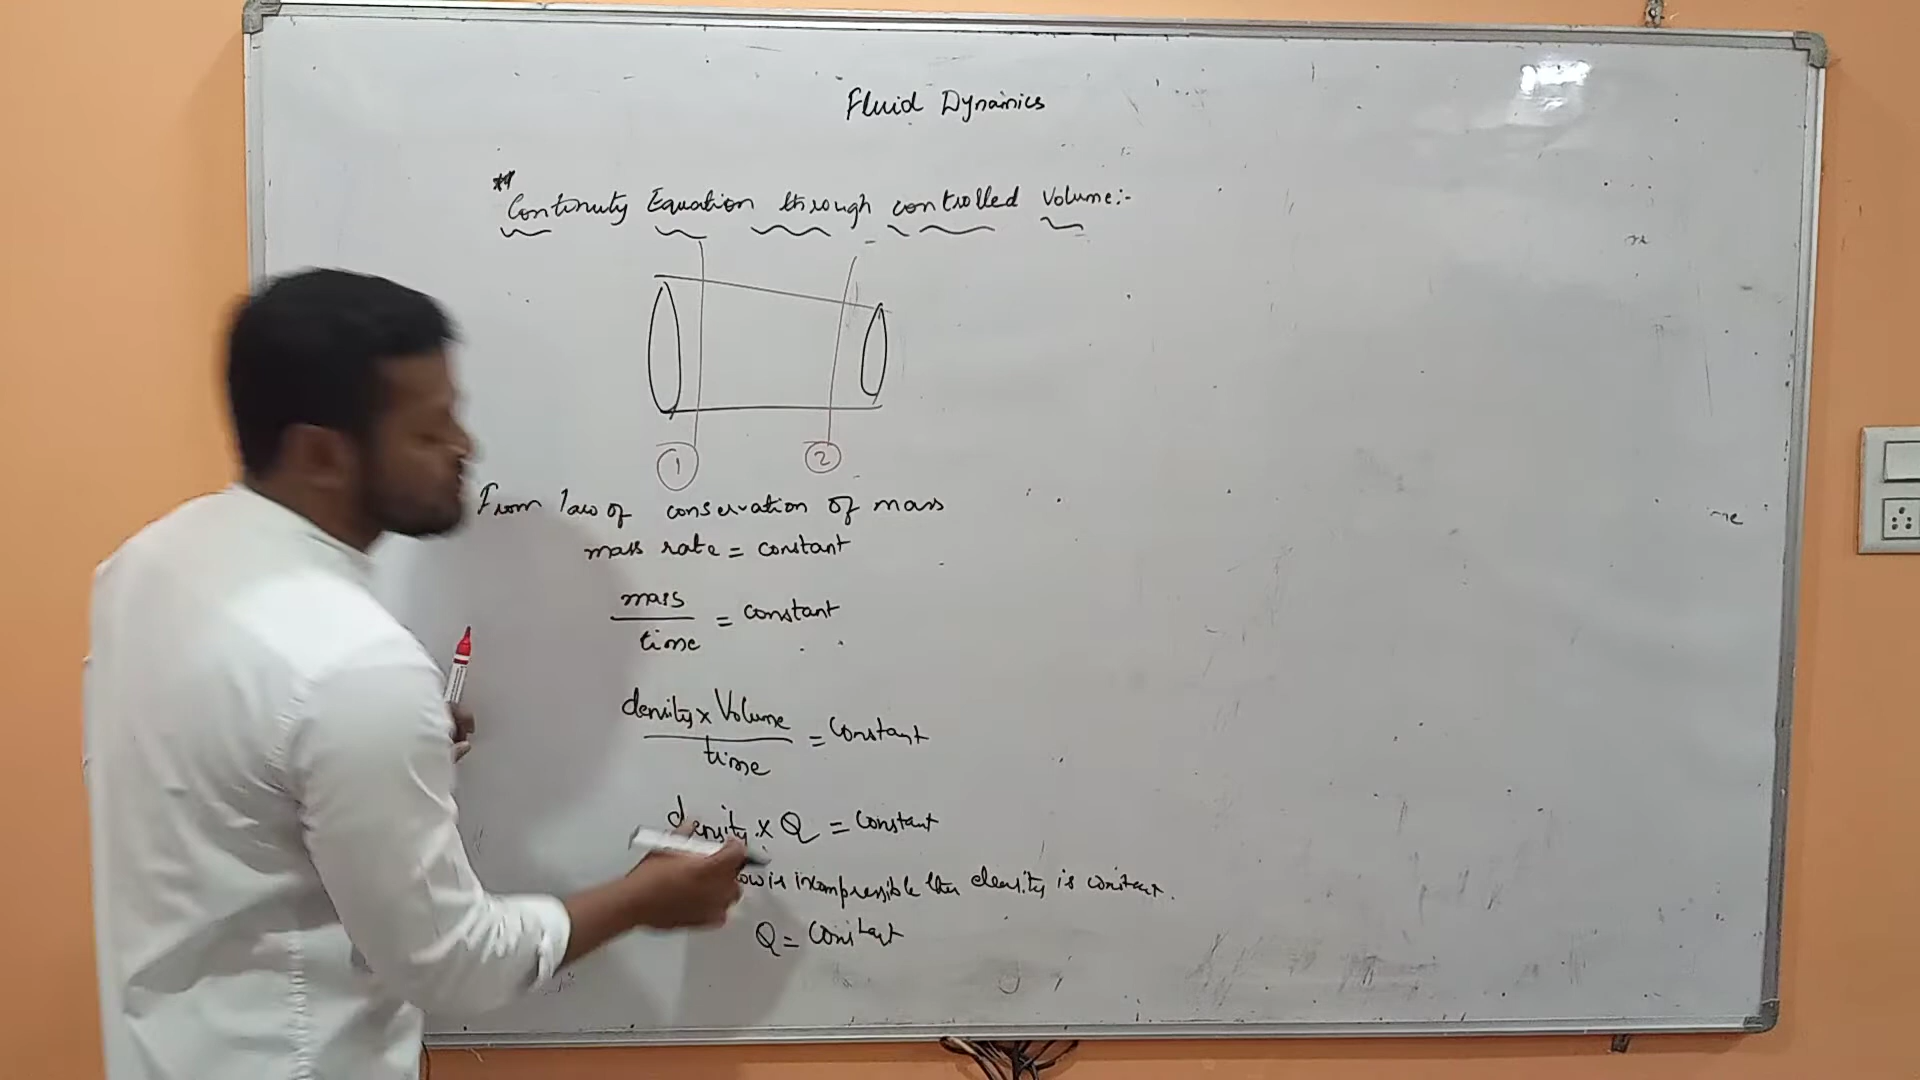 Fluid Dynamics
Continuity Equation through controlled Volume:-
1 2
From law of conservation of mass
mass rate = constant
mass
time = constant
density x Volume
time = constant
density x Q = constant
is incompressible then density is constant.
Q = constant